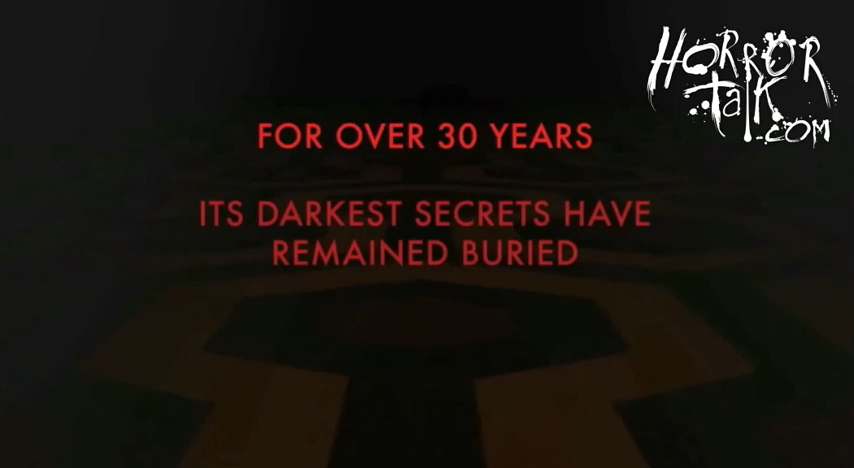 HORROR
TALK
.COM
FOR OVER 30 YEARS
ITS DARKEST SECRETS HAVE
REMAINED BURIED